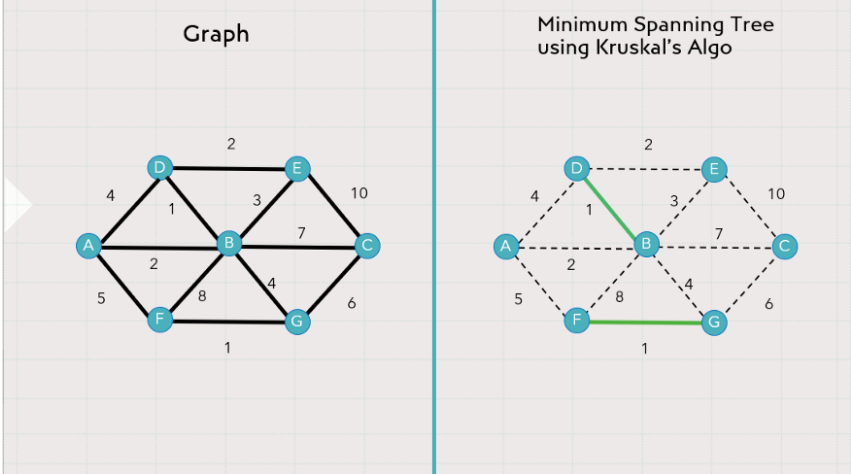 Graph
Minimum Spanning Tree
using Kruskal's Algo
2
D
E
4
1
3
10
A
B
7
C
2
5
8
4
6
F
G
1
2
D
E
4
1
3
10
A
B
7
C
2
5
8
4
6
F
G
1